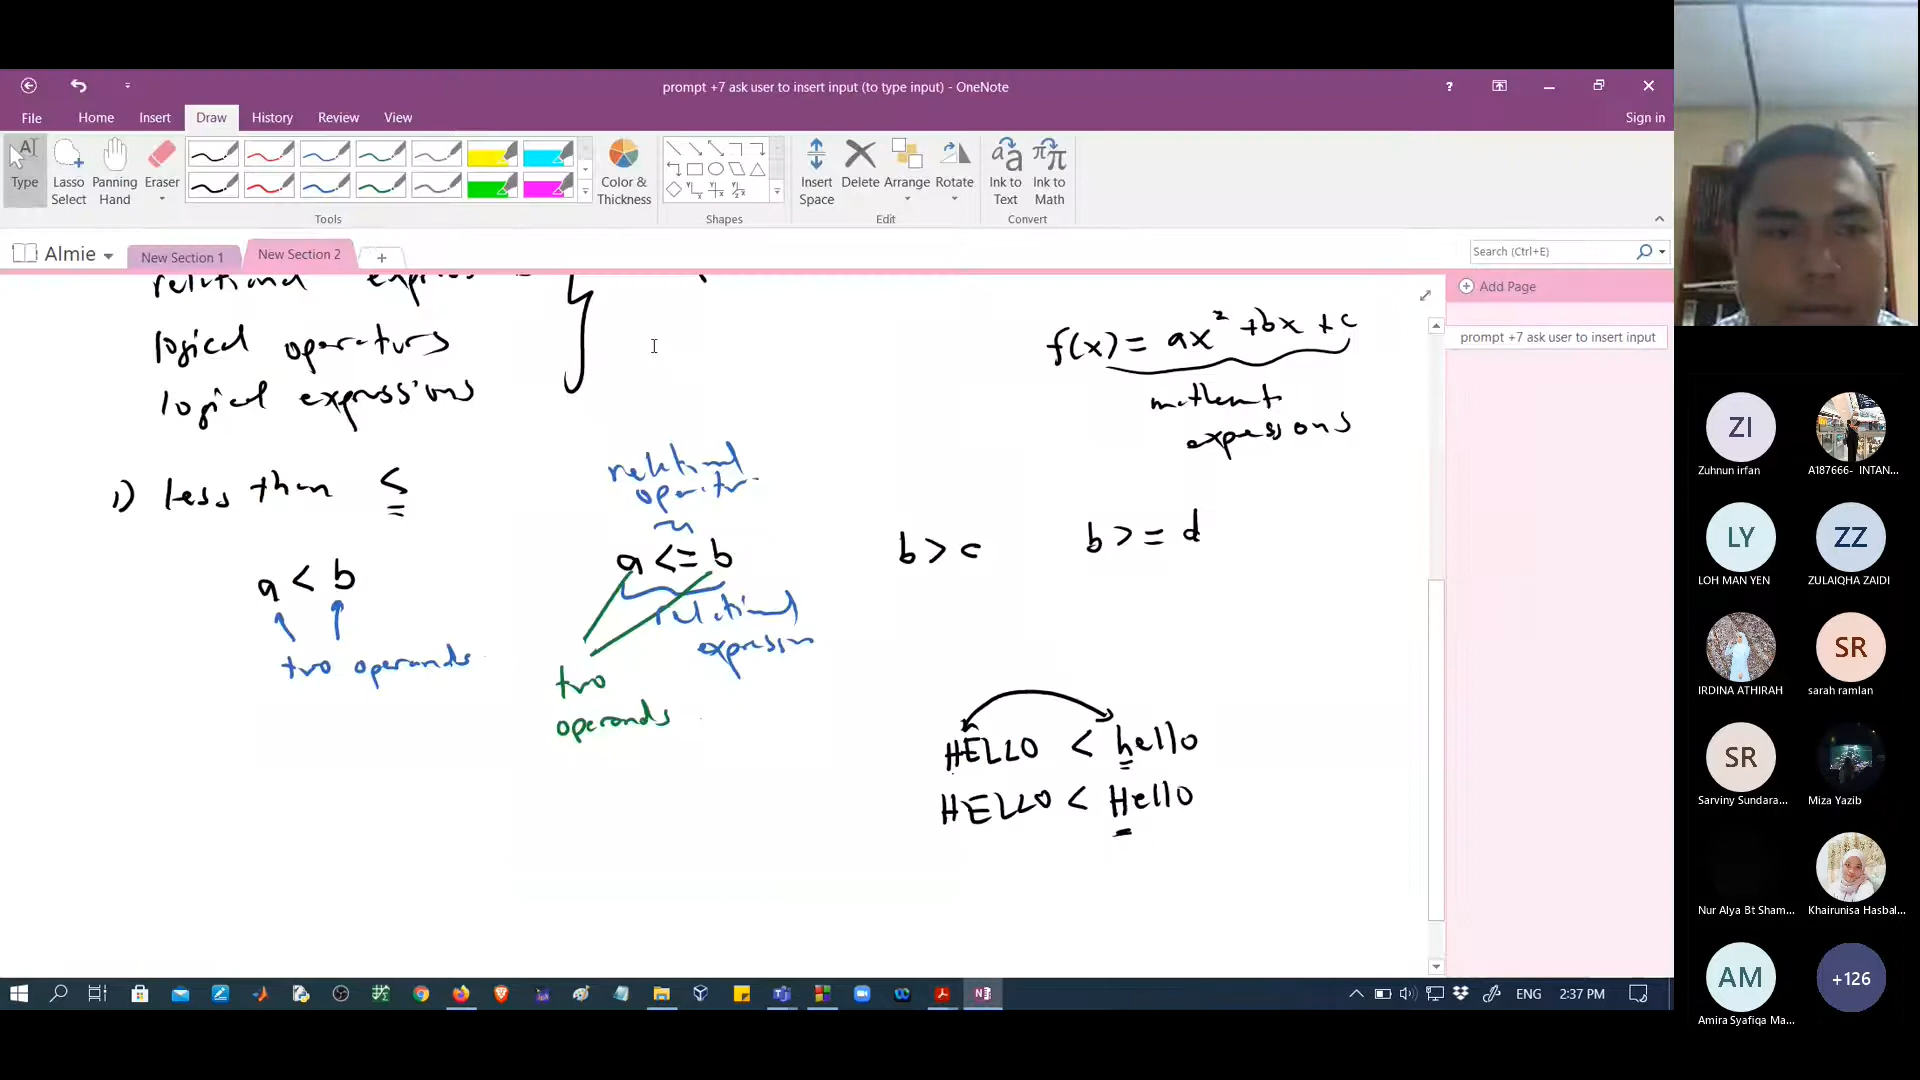 prompt +7 ask user to insert input (to type input) - OneNote
?
File
Home
Insert
Draw
History
Review
View
Sign in
Type
Lasso Select
Panning Hand
Eraser
Color & Thickness
Insert Space
Delete
Arrange
Rotate
Ink to Text
Ink to Math
Tools
Shapes
Edit
Convert
Almie
New Section 1
New Section 2
Search (Ctrl+E)
Add Page
prompt +7 ask user to insert input
relational
logical operators
logical expressions
f(x) = ax² + bx + c
expressions
1) less than
a < b
two operands
relational
a <= b
relational
two
operands
b > c
b >= d
HELLO < hello
HELLO < Hello
ZI
Zuhnun irfan
A187666- INTAN...
LY
LOH MAN YEN
ZZ
ZULAIQHA ZAIDI
IRDINA ATHIRAH
SR
sarah ramlan
SR
Sarviny Sundara...
Miza Yazib
Nur Alya Bt Sham...
Khairunisa Hasbal...
AM
Amira Syafiqa Ma...
+126
ENG
2:37 PM